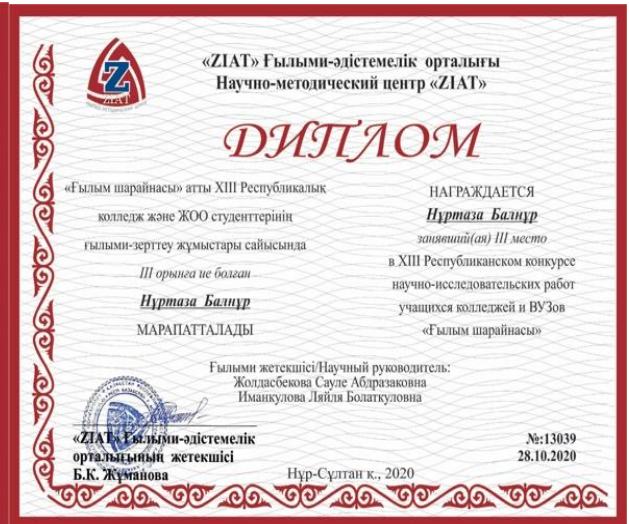 «ZIAT» Ғылыми-әдістемелік орталығы
Научно-методический центр «ZIAT»
Z
ZIAT
ДИПЛОМ
«Ғылым шарайнасы» атты XIII Республикалық
колледж және ЖОО студенттерінің
ғылыми-зерттеу жұмыстары сайысында
III орынға ие болған
Нұртаза Балнұр
МАРАПАТТАЛАДЫ
НАГРАЖДАЕТСЯ
Нұртаза Балнұр
занявший(ая) III место
в XIII Республиканском конкурсе
научно-исследовательских работ
учащихся колледжей и ВУЗов
«Ғылым шарайнасы»
Ғылыми жетекшісі/Научный руководитель:
Жолдасбекова Сауле Абдразаковна
Иманкулова Ляйля Болаткуловна
«ZIAT» Ғылыми-әдістемелік
орталығының жетекшісі
Б.К. Жұманова
Нұр-Сұлтан қ., 2020
№:13039
28.10.2020